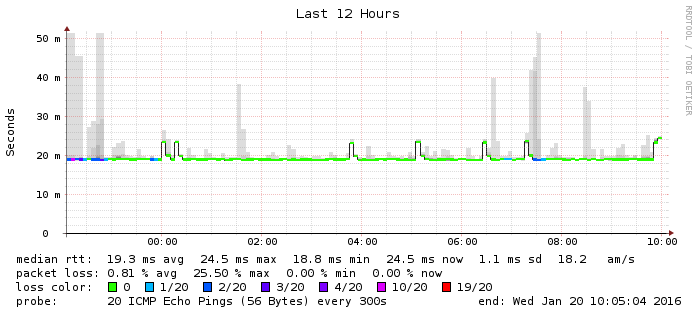 Last 12 Hours
RRDTOOL / TOBI OETIKER
Seconds
50 m
40 m
30 m
20 m
10 m
0
00:00 02:00 04:00 06:00 08:00 10:00
median rtt: 19.3 ms avg 24.5 ms max 18.8 ms min 24.5 ms now 1.1 ms sd 18.2 am/s
packet loss: 0.81 % avg 25.50 % max 0.00 % min 0.00 % now
loss color: 0 1/20 2/20 3/20 4/20 10/20 19/20
probe: 20 ICMP Echo Pings (56 Bytes) every 300s end: Wed Jan 20 10:05:04 2016